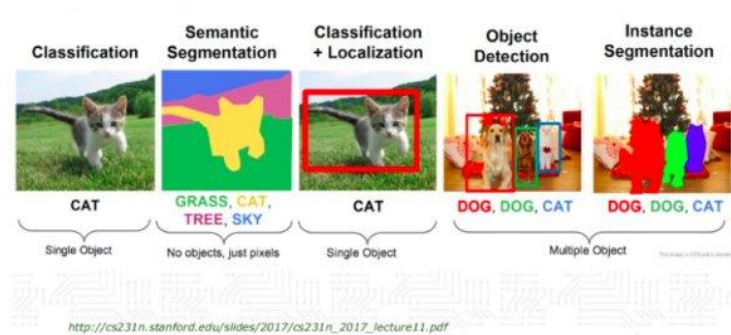 Classification
Semantic
Segmentation
Classification
+ Localization
Object
Detection
Instance
Segmentation
CAT
GRASS, CAT,
TREE, SKY
CAT
DOG, DOG, CAT
DOG, DOG, CAT
Single Object
No objects, just pixels
Single Object
Multiple Object
http://cs231n.stanford.edu/slides/2017/cs231n_2017_lecture11.pdf